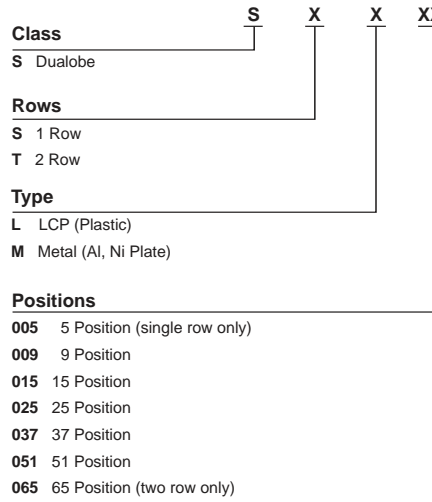 S X X
Class
S Dualobe
Rows
S 1 Row
T 2 Row
Type
L LCP (Plastic)
M Metal (Al, Ni Plate)
Positions
005 5 Position (single row only)
009 9 Position
015 15 Position
025 25 Position
037 37 Position
051 51 Position
065 65 Position (two row only)